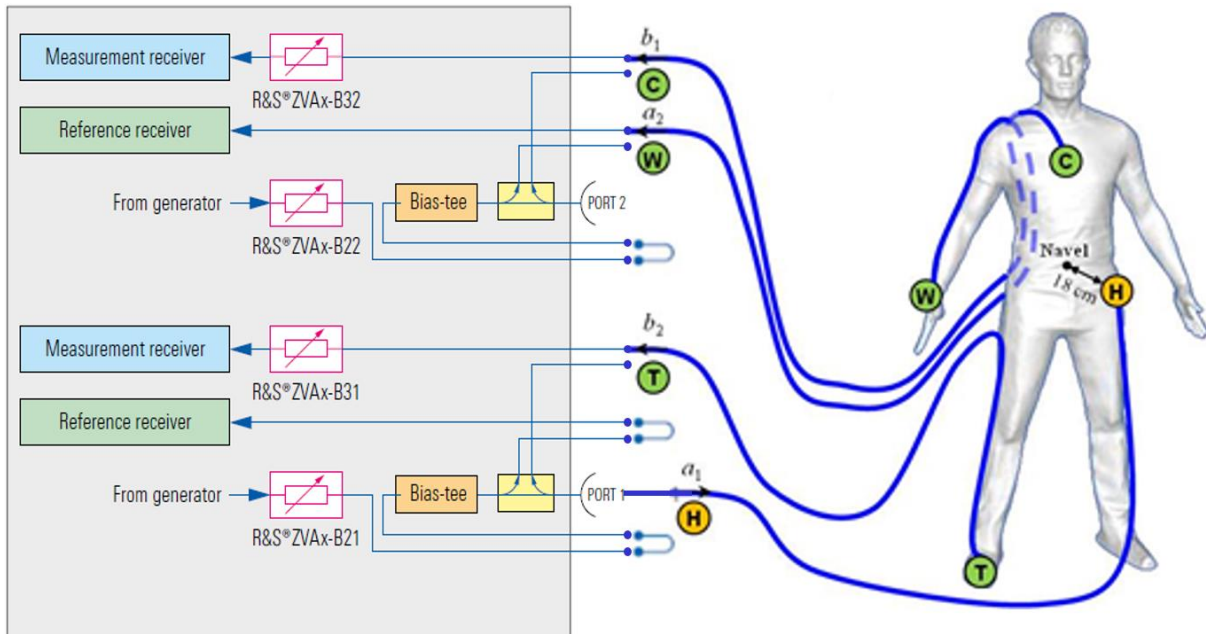 Measurement receiver
R&S®ZVAx-B32
Reference receiver
From generator
R&S®ZVAx-B22
Bias-tee
PORT 2
b1
C
a2
W
Measurement receiver
R&S®ZVAx-B31
Reference receiver
From generator
R&S®ZVAx-B21
Bias-tee
PORT 1
b2
T
a1
H
C
Navel
18 cm
H
W
T